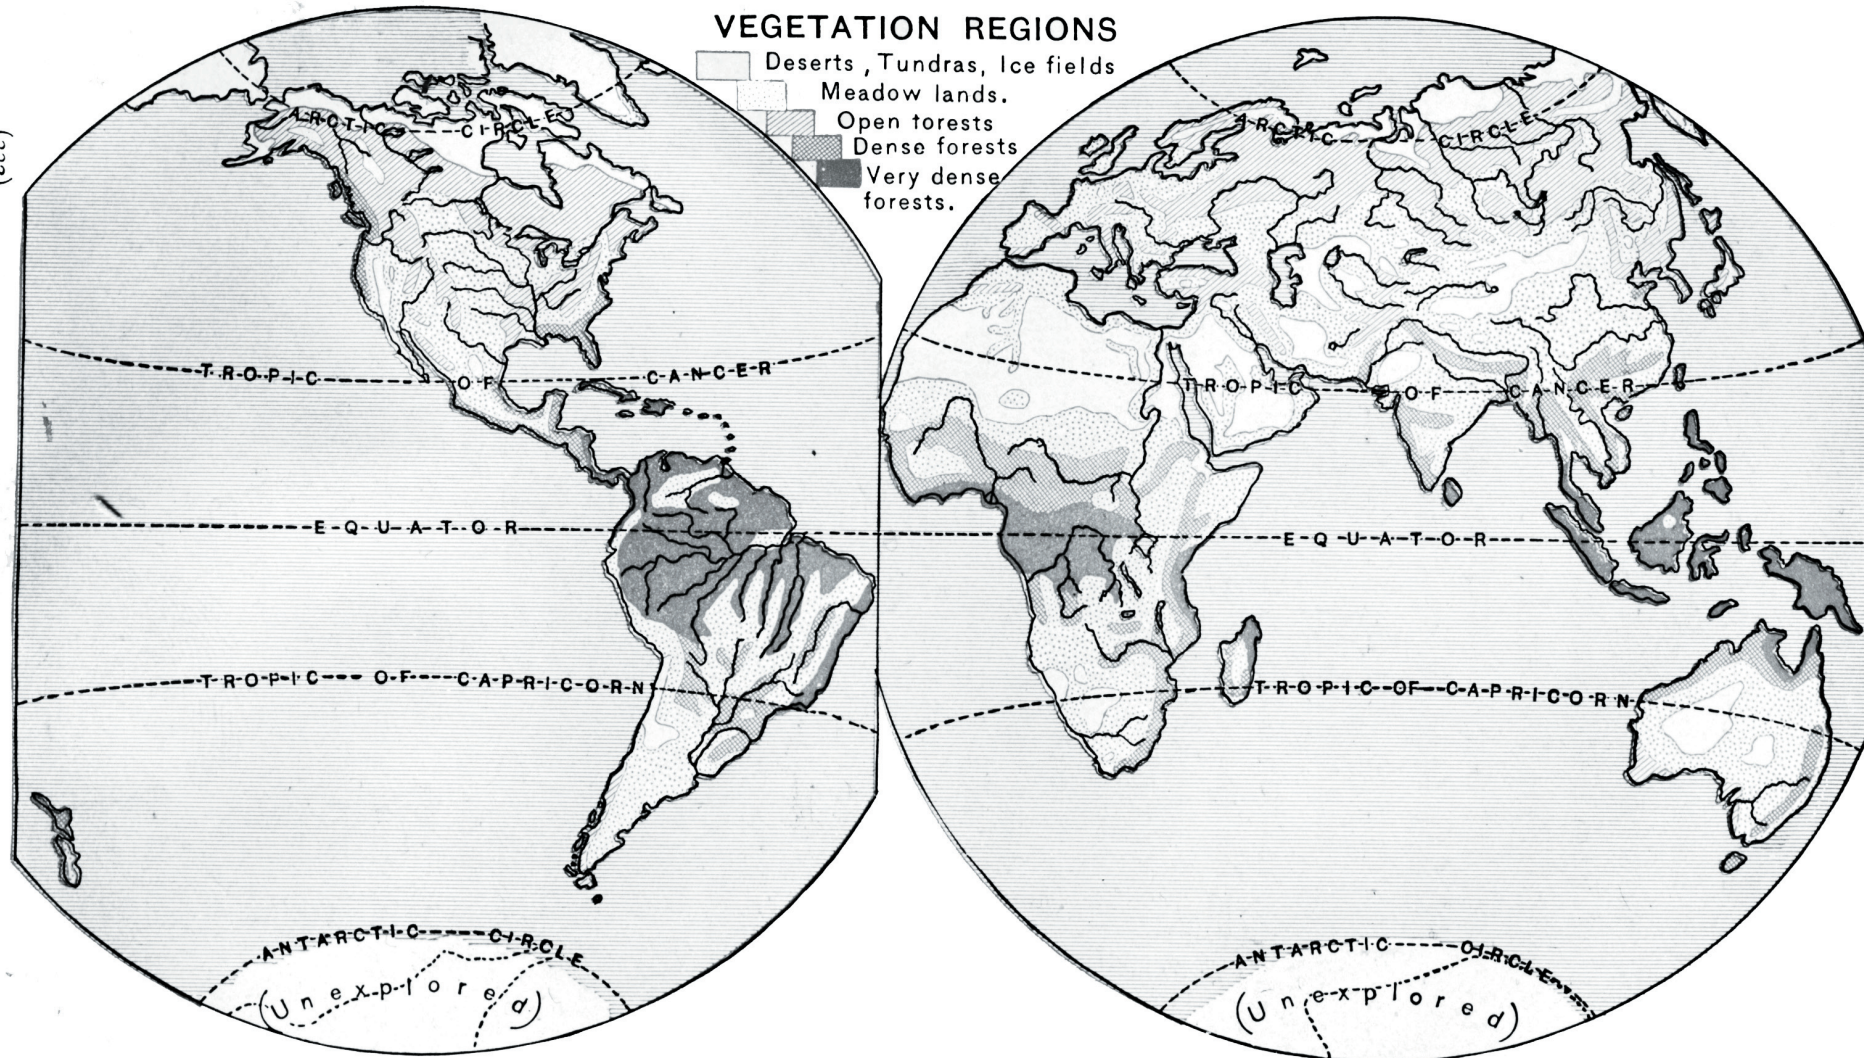 VEGETATION REGIONS
Deserts, Tundras, Ice fields
Meadow lands.
Open torests
Dense forests
Very dense
forests.
ARCTIC CIRCLE
TROPIC OF CANCER
EQUATOR
TROPIC OF CAPRICORN
ANTARCTIC CIRCLE
(Unexplored)
ARCTIC CIRCLE
TROPIC OF CANCER
EQUATOR
TROPIC OF CAPRICORN
ANTARCTIC CIRCLE
(Unexplored)